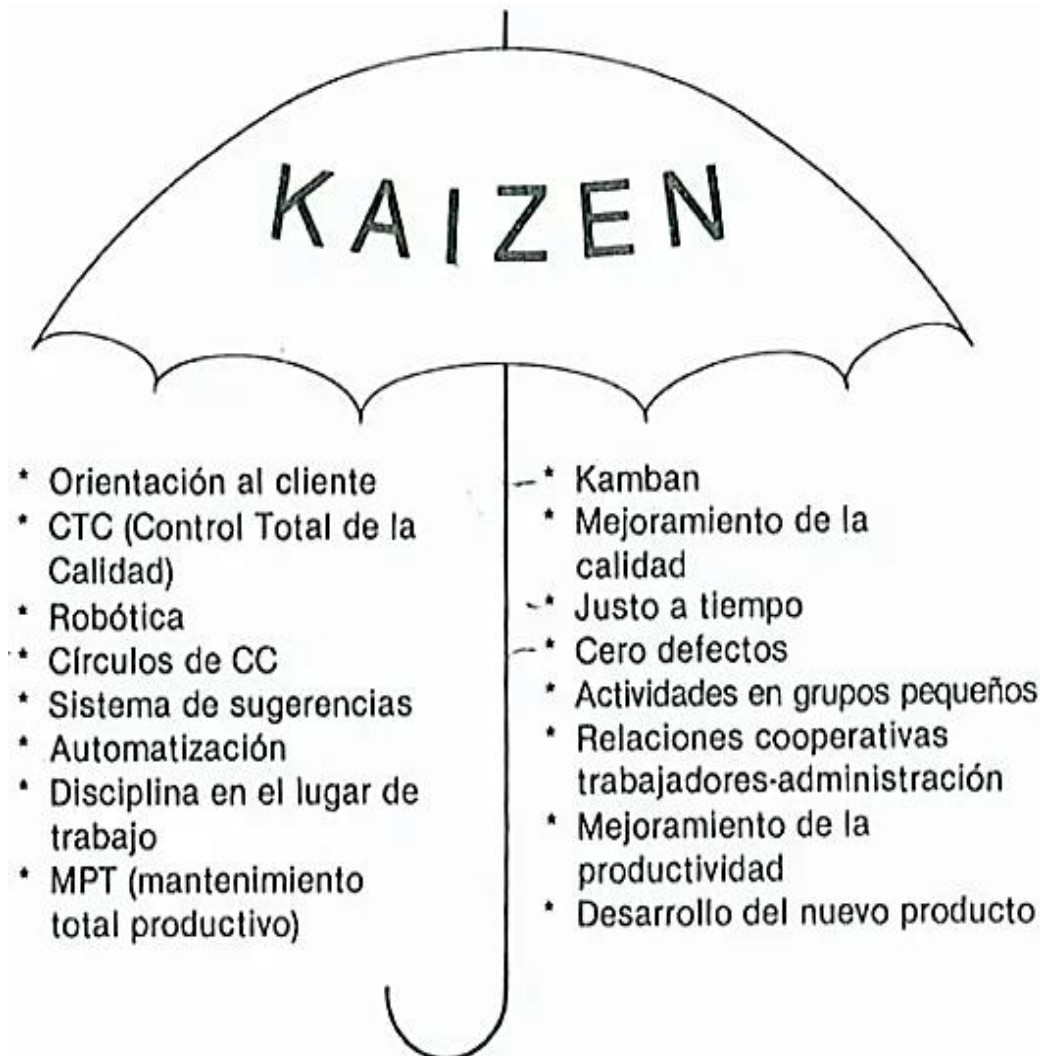 KAIZEN
* Orientación al cliente
* CTC (Control Total de la
Calidad)
* Robótica
* Círculos de CC
* Sistema de sugerencias
* Automatización
* Disciplina en el lugar de
trabajo
* MPT (mantenimiento
total productivo)
* Kamban
* Mejoramiento de la
calidad
* Justo a tiempo
* Cero defectos
* Actividades en grupos pequeños
* Relaciones cooperativas
trabajadores-administración
* Mejoramiento de la
productividad
* Desarrollo del nuevo producto